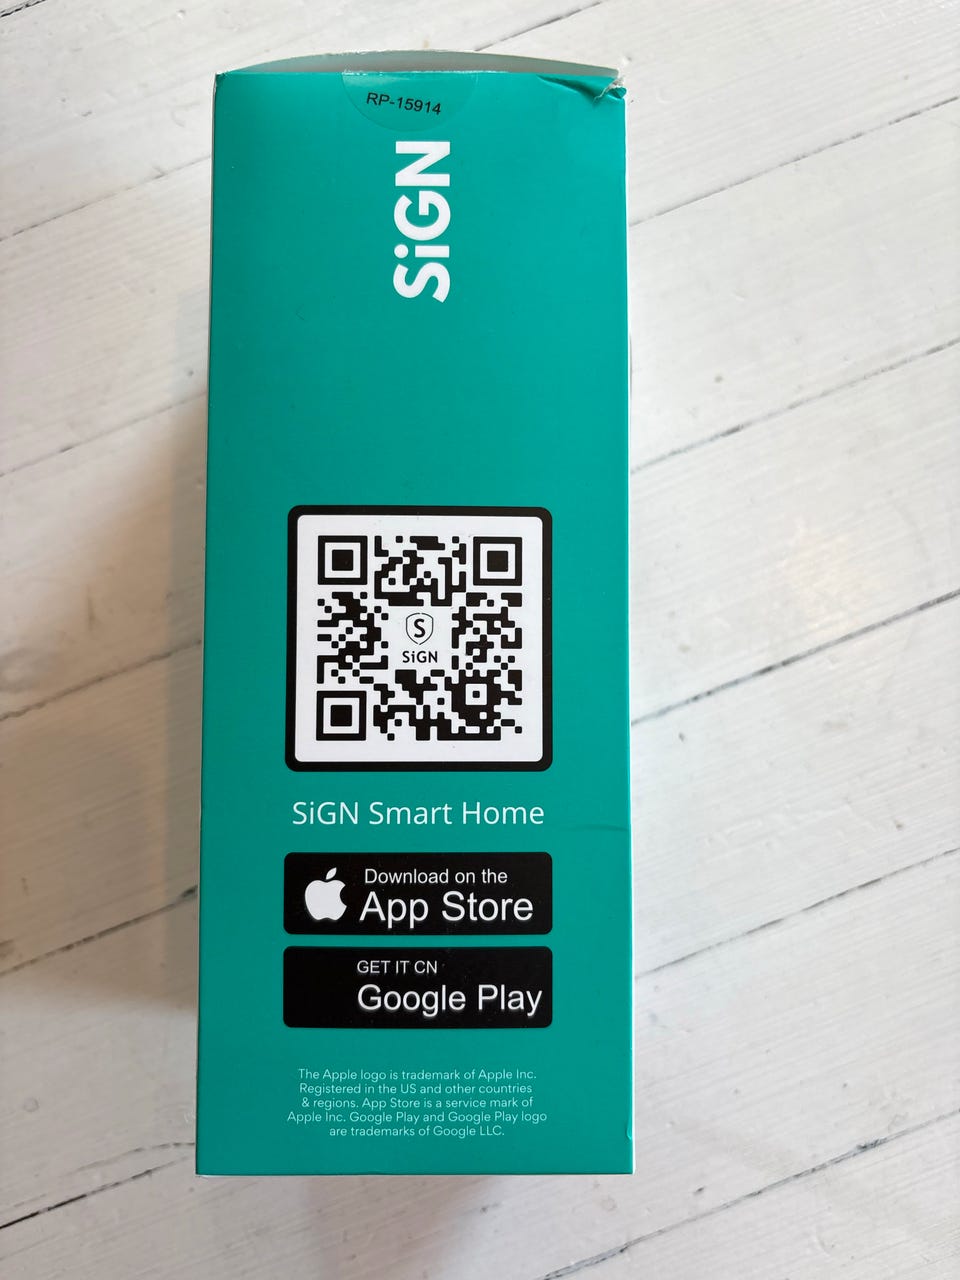 RP-15914
SiGN
S
SiGN
SiGN Smart Home
Download on the
App Store
GET IT CN
Google Play
The Apple logo is trademark of Apple Inc.
Registered in the US and other countries
& regions. App Store is a service mark of
Apple Inc. Google Play and Google Play logo
are trademarks of Google LLC.